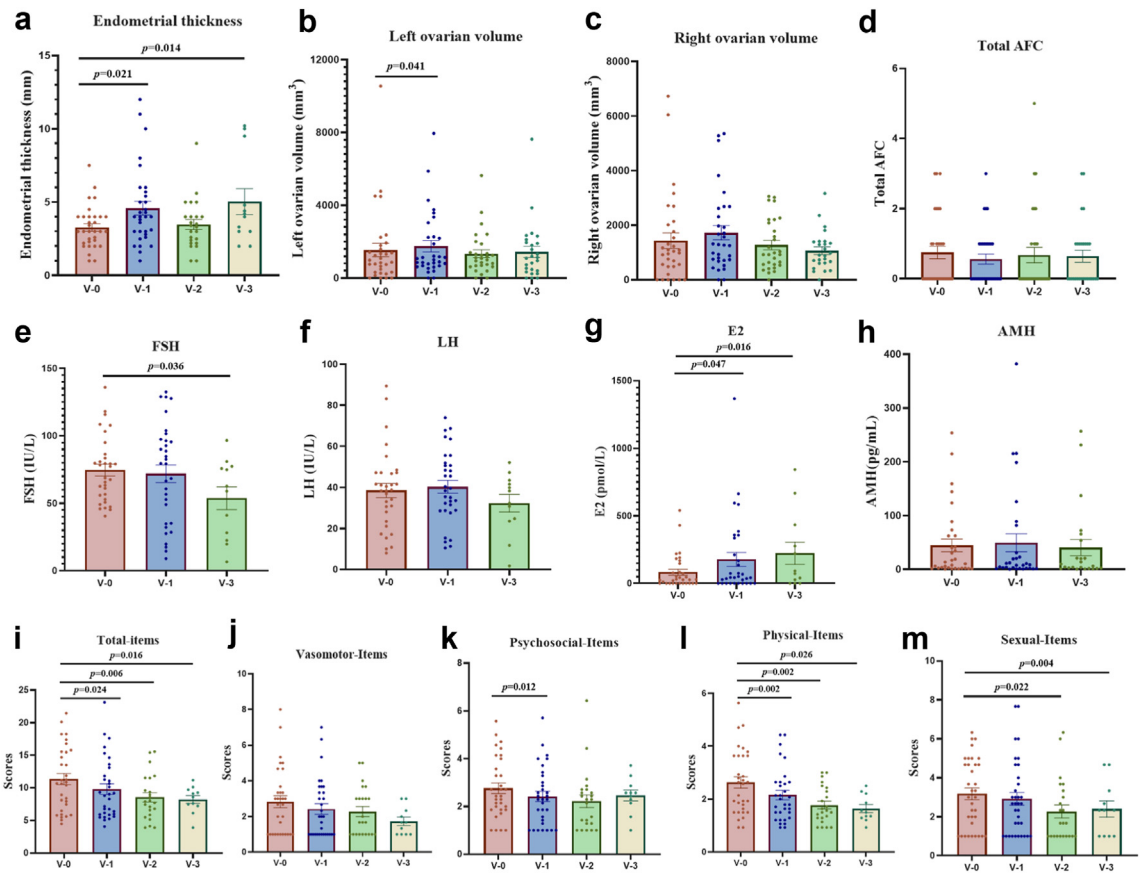 a
Endometrial thickness
p=0.014
p=0.021
Endometrial thickness (mm)
15
10
5
0
V-0 V-1 V-2 V-3
b
Left ovarian volume
p=0.041
Left ovarian volume (mm3)
12000
8000
4000
0
V-0 V-1 V-2 V-3
c
Right ovarian volume
Right ovarian volume (mm3)
8000
6000
4000
2000
0
V-0 V-1 V-2 V-3
d
Total AFC
Total AFC
6
4
2
0
V-0 V-1 V-2 V-3
e
FSH
p=0.036
FSH (IU/L)
150
100
50
0
V-0 V-1 V-3
f
LH
LH (IU/L)
100
80
60
40
20
0
V-0 V-1 V-3
g
E2
p=0.016
p=0.047
E2 (pmol/L)
1500
1000
500
0
V-0 V-1 V-3
h
AMH
AMH(pg/mL)
400
300
200
100
0
V-0 V-1 V-3
i
Total-items
p=0.016
p=0.006
p=0.024
Scores
25
20
15
10
5
0
V-0 V-1 V-2 V-3
j
Vasomotor-Items
Scores
10
8
6
4
2
0
V-0 V-1 V-2 V-3
k
Psychosocial-Items
p=0.012
Scores
8
6
4
2
0
V-0 V-1 V-2 V-3
l
Physical-Items
p=0.026
p=0.002
p=0.002
Scores
6
4
2
0
V-0 V-1 V-2 V-3
m
Sexual-Items
p=0.004
p=0.022
Scores
10
8
6
4
2
0
V-0 V-1 V-2 V-3